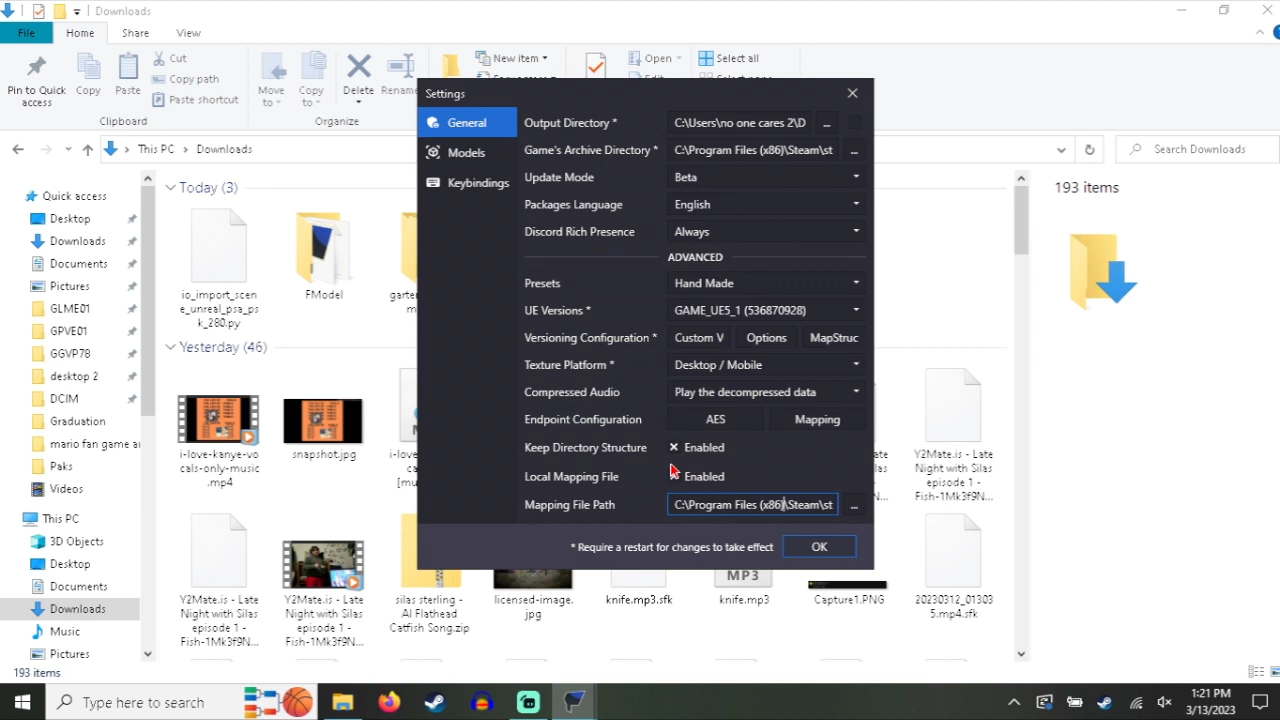 Downloads
File
Home
Share
View
Pin to Quick
access
Copy
Paste
Cut
Copy path
Paste shortcut
Clipboard
Move
to
Copy
to
Delete
Organize
New item
Open
Select all
This PC
Downloads
Search Downloads
Quick access
Desktop
Downloads
Documents
Pictures
GLME01
GPVE01
GGVP78
desktop 2
DCIM
Graduation
mario fan game
Paks
Videos
This PC
3D Objects
Desktop
Downloads
Documents
Downloads
Music
Pictures
193 items
Today (3)
io_import_scen
e_unreal_psa_ps
k_280.py
FModel
Yesterday (46)
i-love-kanye-vo
cals-only-music
.mp4
snapshot.jpg
Y2Mate.is - Late
Night with Silas
episode 1 -
Fish-1Mk3f9N...
Y2Mate.is - Late
Night with Silas
episode 1 -
Fish-1Mk3f9N...
Y2Mate.is - Late
Night with Silas
episode 1 -
Fish-1Mk3f9N...
silas sterling -
AI Flathead
Catfish Song.zip
licensed-image.
jpg
knife.mp3.sfk
MP3
knife.mp3
Capture1.PNG
20230312_01303
5.mp4.sfk
193 items
Settings
General
Models
Keybindings
Output Directory *
C:\Users\no one cares 2\D
...
Game's Archive Directory *
C:\Program Files (x86)\Steam\st
...
Update Mode
Beta
Packages Language
English
Discord Rich Presence
Always
ADVANCED
Presets
Hand Made
UE Versions *
GAME_UE5_1 (536870928)
Versioning Configuration *
Custom V
Options
MapStruc
Texture Platform *
Desktop / Mobile
Compressed Audio
Play the decompressed data
Endpoint Configuration
AES
Mapping
Keep Directory Structure
Enabled
Local Mapping File
Enabled
Mapping File Path
C:\Program Files (x86)\Steam\st
...
* Require a restart for changes to take effect
OK
Type here to search
1:21 PM
3/13/2023